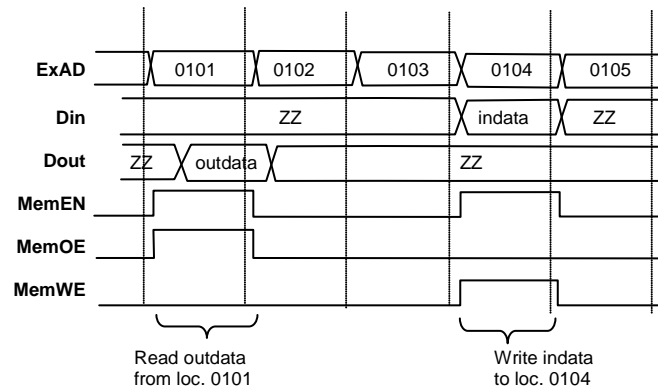 ExAD 0101 0102 0103 0104 0105
Din ZZ indata ZZ
Dout ZZ outdata ZZ
MemEN
MemOE
MemWE
Read outdata
from loc. 0101
Write indata
to loc. 0104